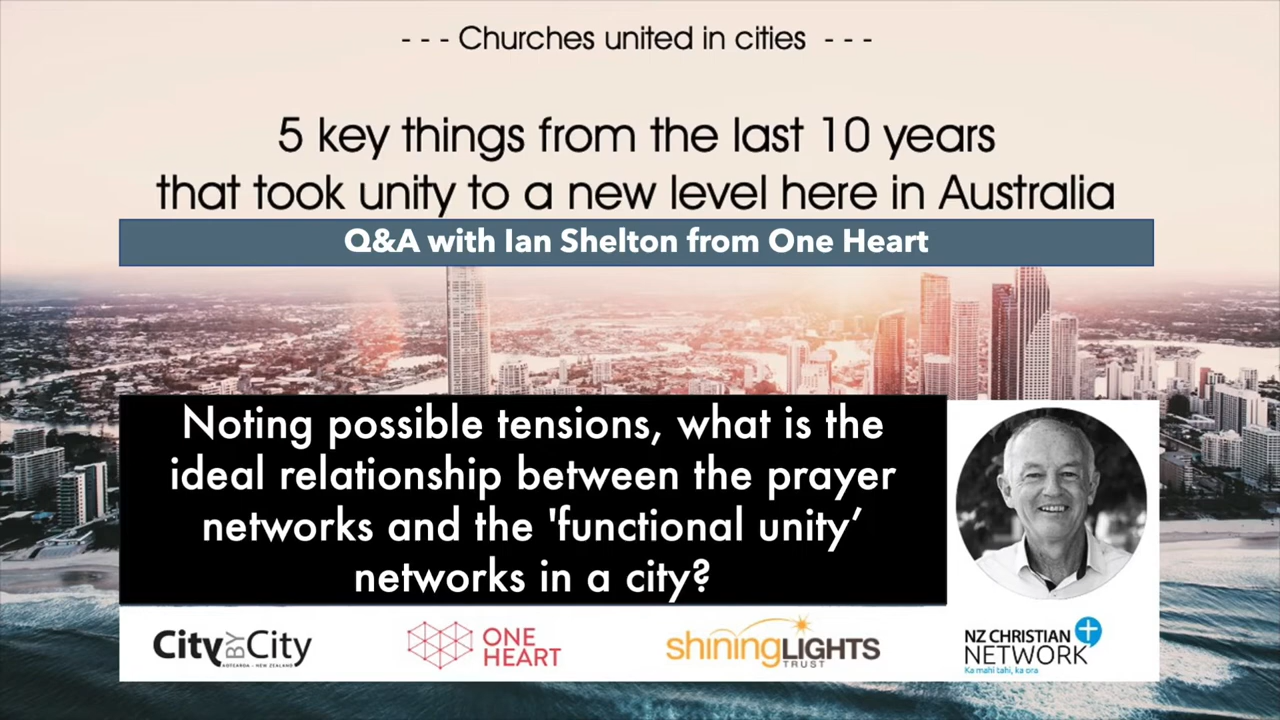 - - - Churches united in cities - - -
5 key things from the last 10 years
that took unity to a new level here in Australia
Q&A with Ian Shelton from One Heart
Noting possible tensions, what is the
ideal relationship between the prayer
networks and the 'functional unity’
networks in a city?
City BY City
AOTEAROA - NEW ZEALAND
ONE
HEART
shiningLIGHTS
TRUST
NZ CHRISTIAN
NETWORK
Ka mahi tahi, ka ora